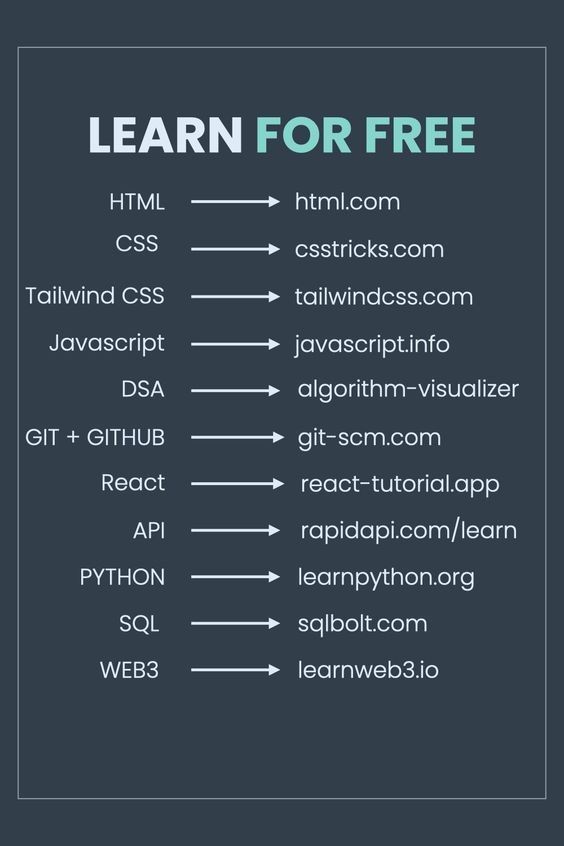 LEARN FOR FREE
HTML html.com
CSS csstricks.com
Tailwind CSS tailwindcss.com
Javascript javascript.info
DSA algorithm-visualizer
GIT + GITHUB git-scm.com
React react-tutorial.app
API rapidapi.com/learn
PYTHON learnpython.org
SQL sqlbolt.com
WEB3 learnweb3.io